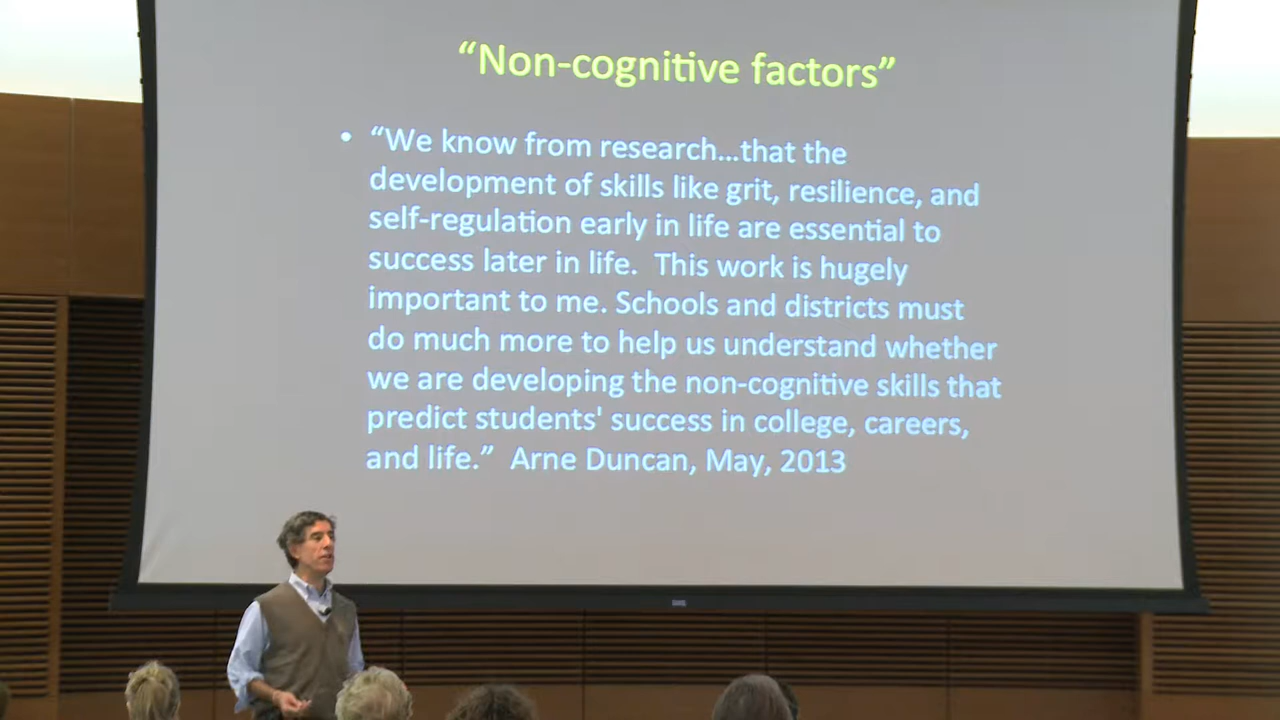 “Non-cognitive factors”
• “We know from research…that the
development of skills like grit, resilience, and
self-regulation early in life are essential to
success later in life.  This work is hugely
important to me. Schools and districts must
do much more to help us understand whether
we are developing the non-cognitive skills that
predict students' success in college, careers,
and life.”  Arne Duncan, May, 2013